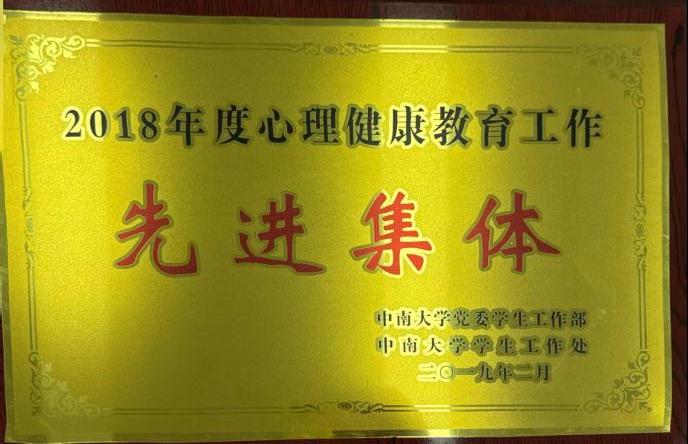 2018年度心理健康教育工作
先进集体
中南大学党委学生工作部
中南大学学生工作处
二〇一九年二月